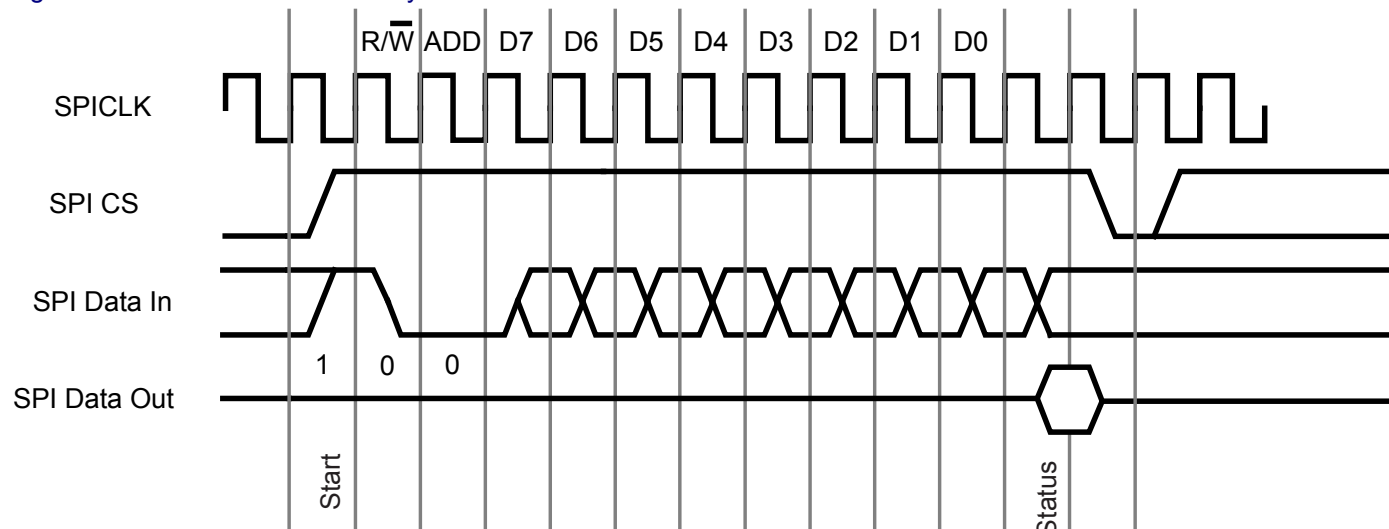 R/W ADD D7 D6 D5 D4 D3 D2 D1 D0
SPICLK
SPI CS
SPI Data In
1 0 0
SPI Data Out
Start
Status